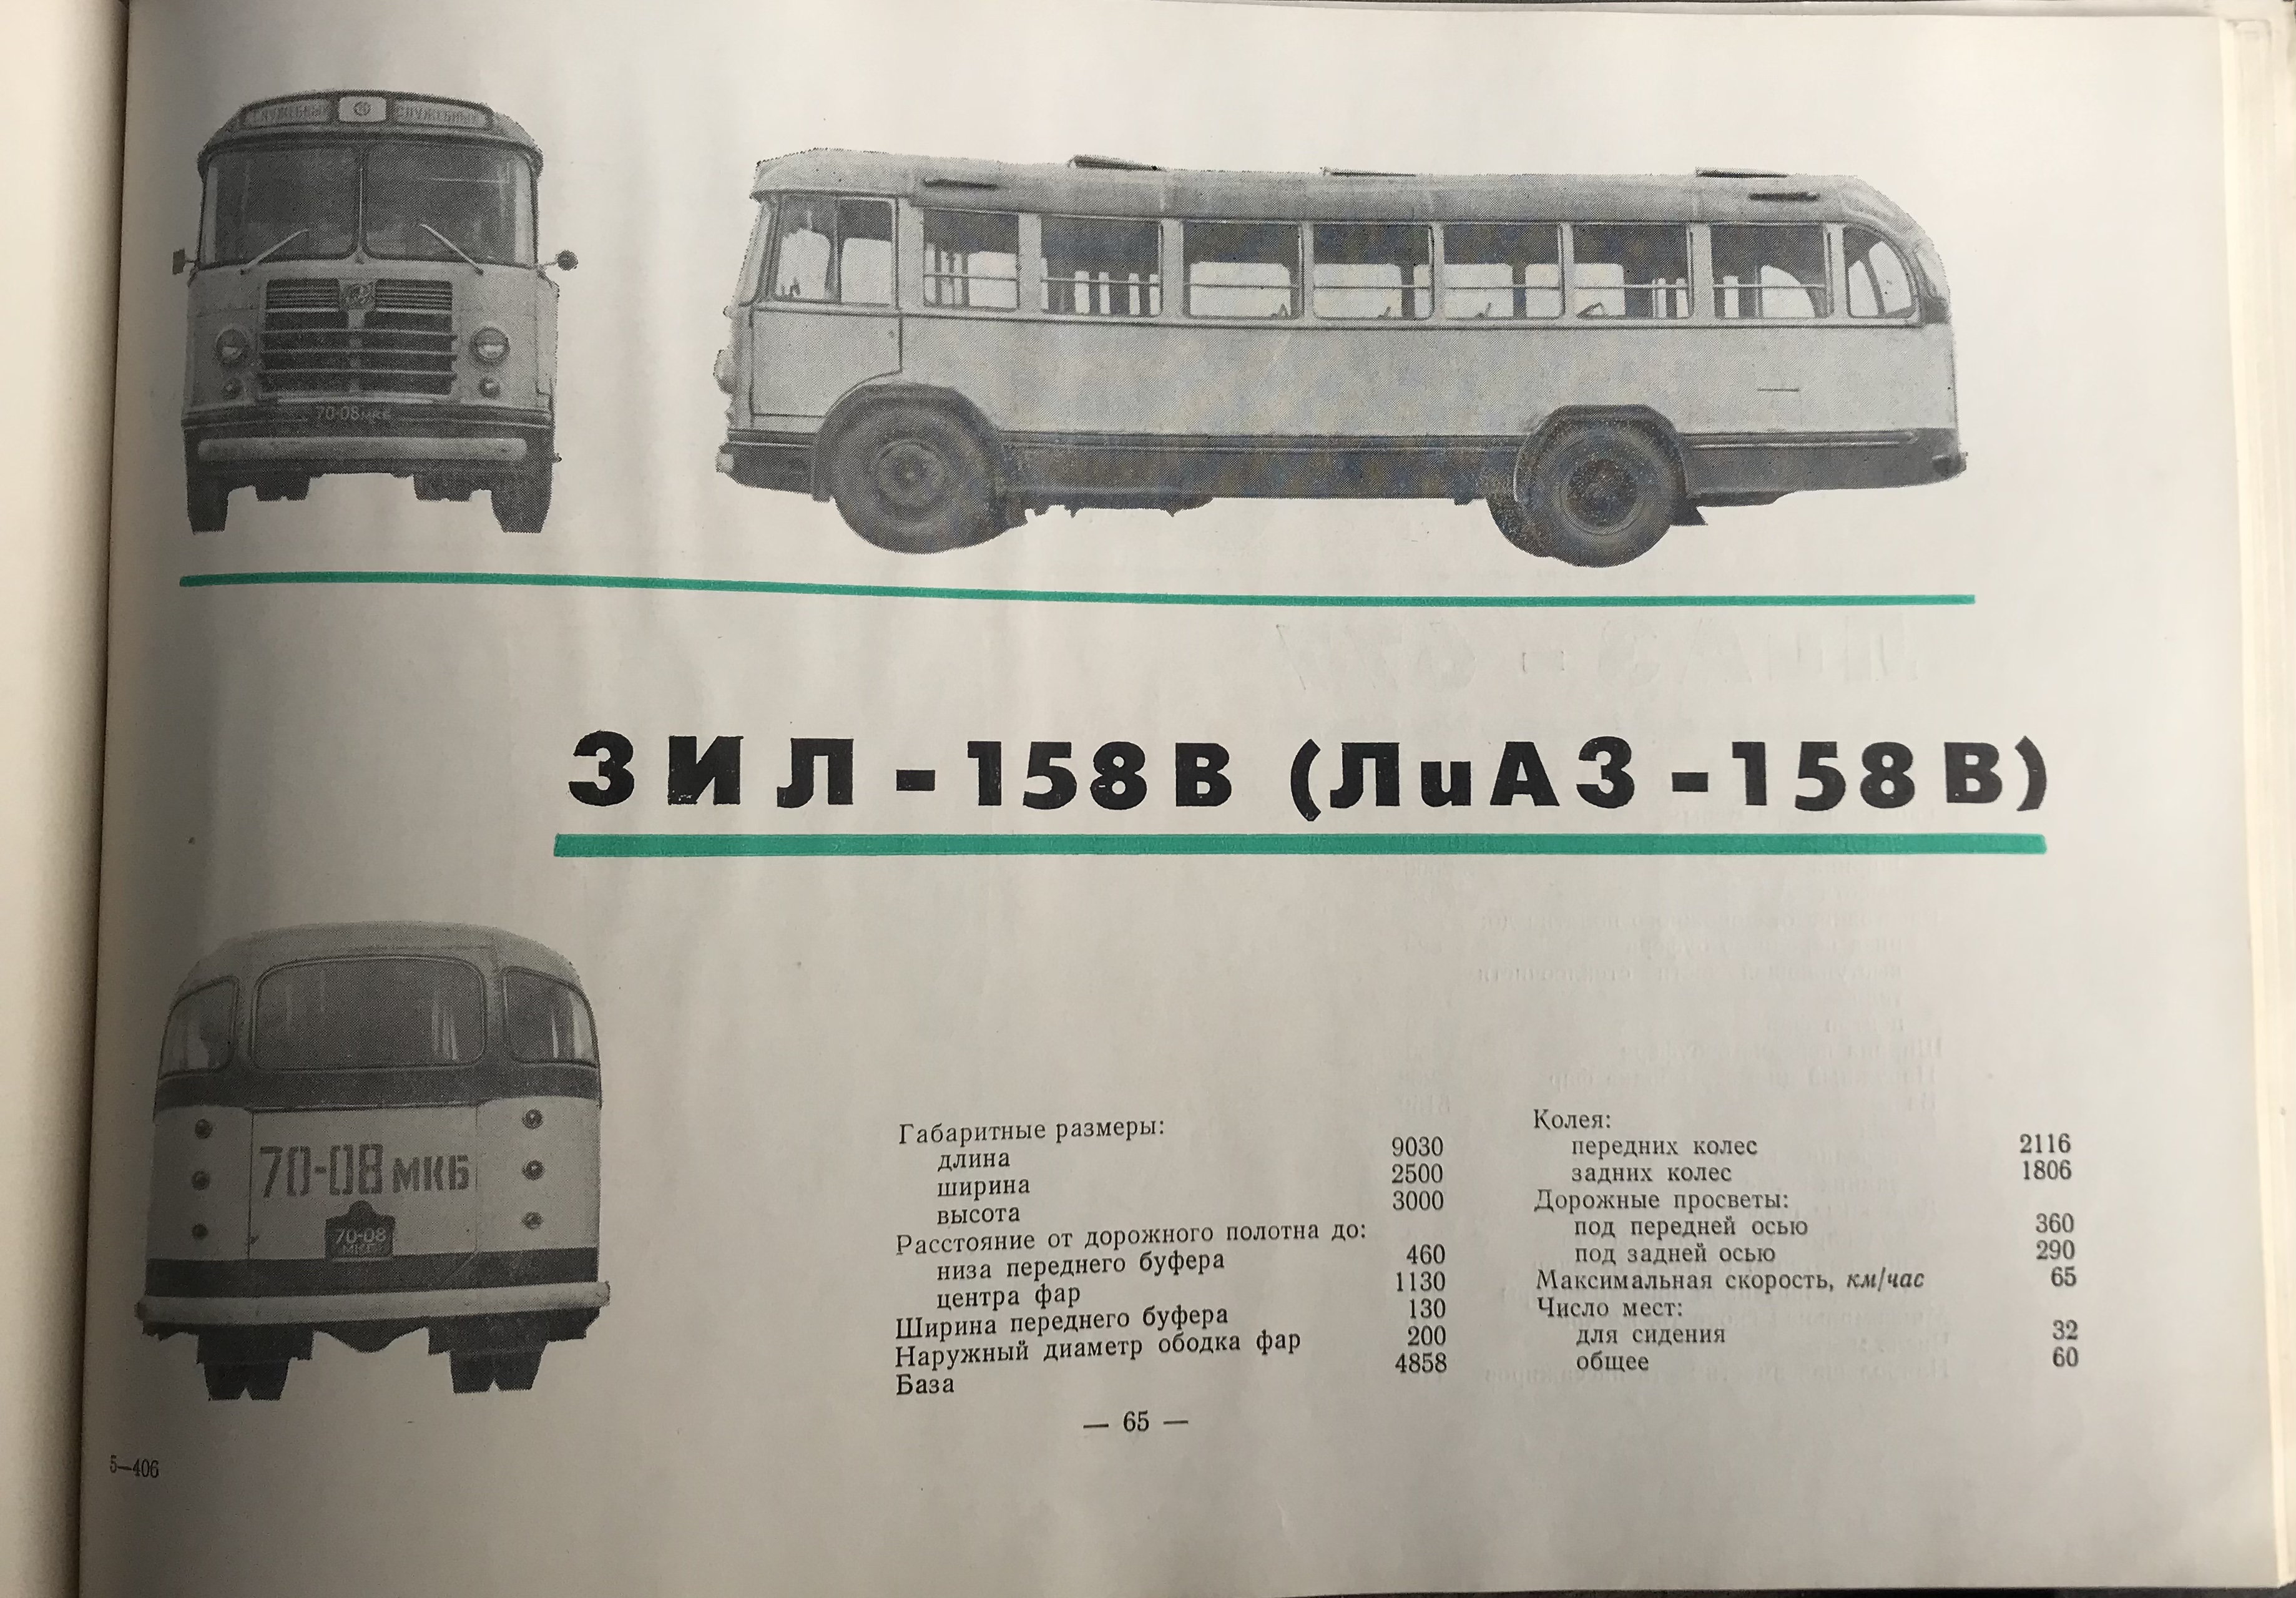 СЛУЖЕБНЫЙ СЛУЖЕБНЫЙ
70-08 МКБ
ЗИЛ-158В (ЛиАЗ-158В)
70-08 МКБ
70-08
МКБ
Габаритные размеры:
длина 9030
ширина 2500
высота 3000
Расстояние от дорожного полотна до:
низа переднего буфера 460
центра фар 1130
Ширина переднего буфера 130
Наружный диаметр ободка фар 200
База 4858
Колея:
передних колес 2116
задних колес 1806
Дорожные просветы:
под передней осью 360
под задней осью 290
Максимальная скорость, км/час 65
Число мест:
для сидения 32
общее 60
— 65 —
5—406